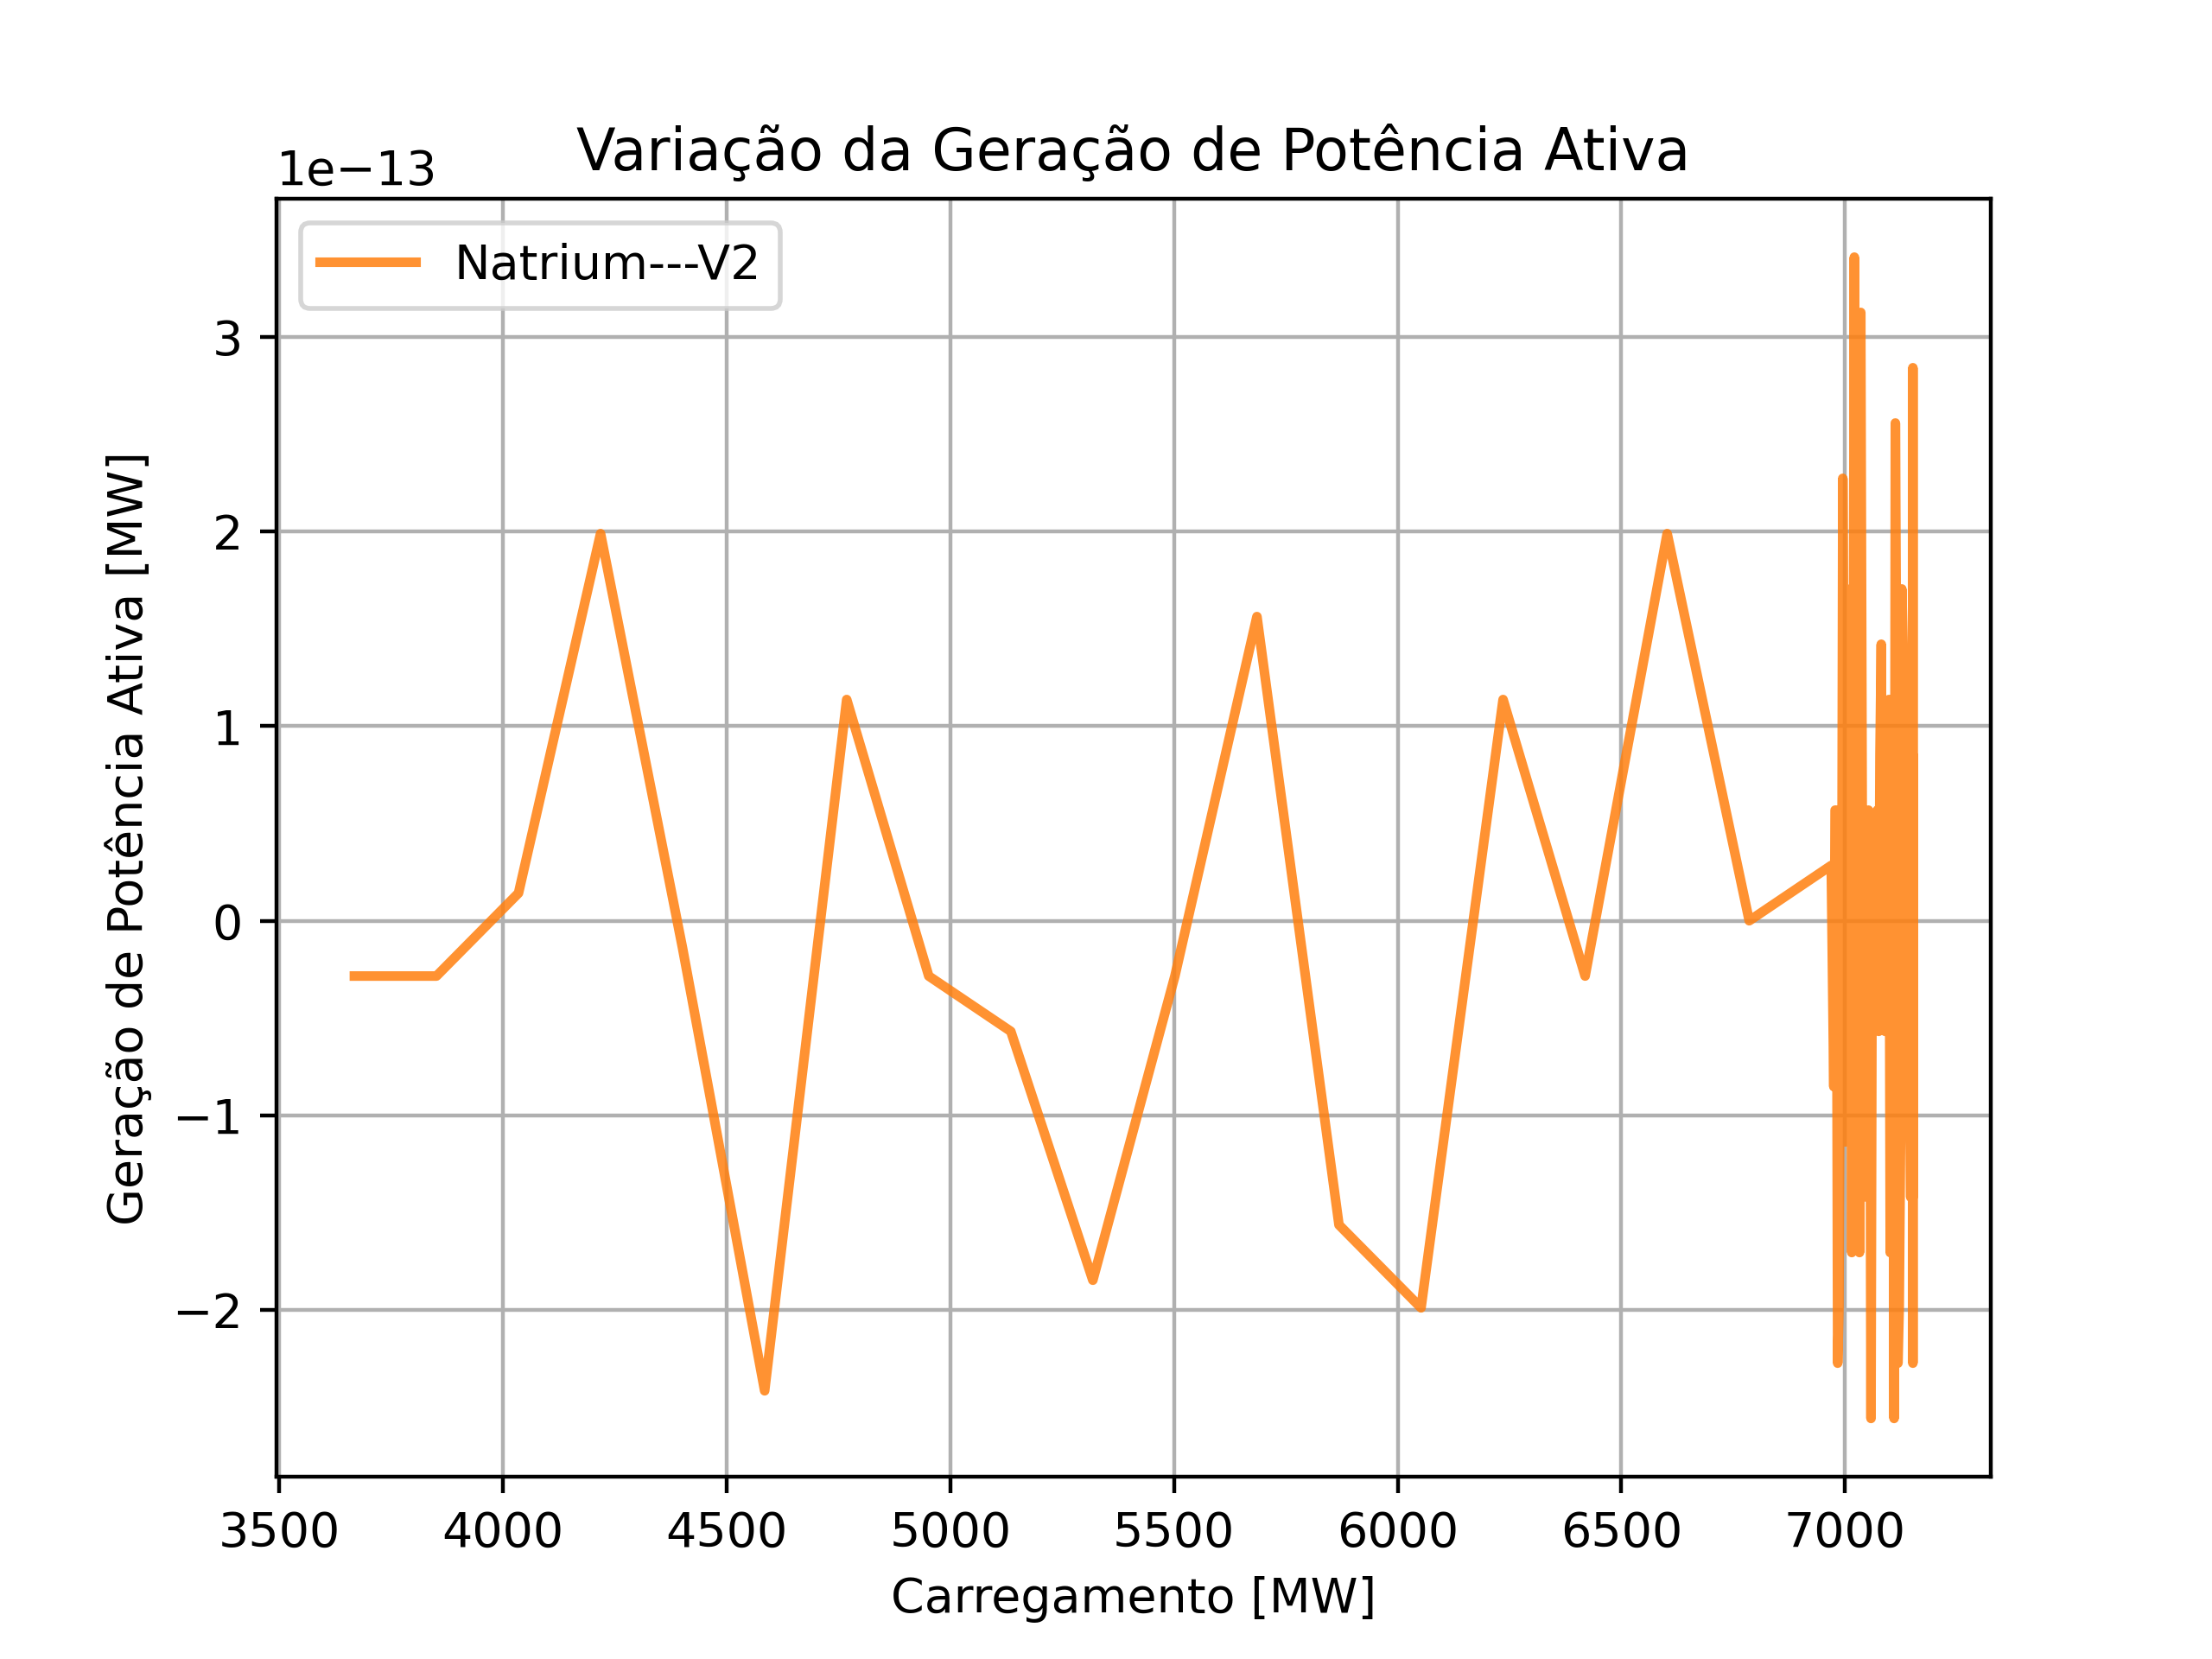 Variação da Geração de Potência Ativa
1e−13
Natrium---V2
Geração de Potência Ativa [MW]
3
2
1
0
−1
−2
3500 4000 4500 5000 5500 6000 6500 7000
Carregamento [MW]